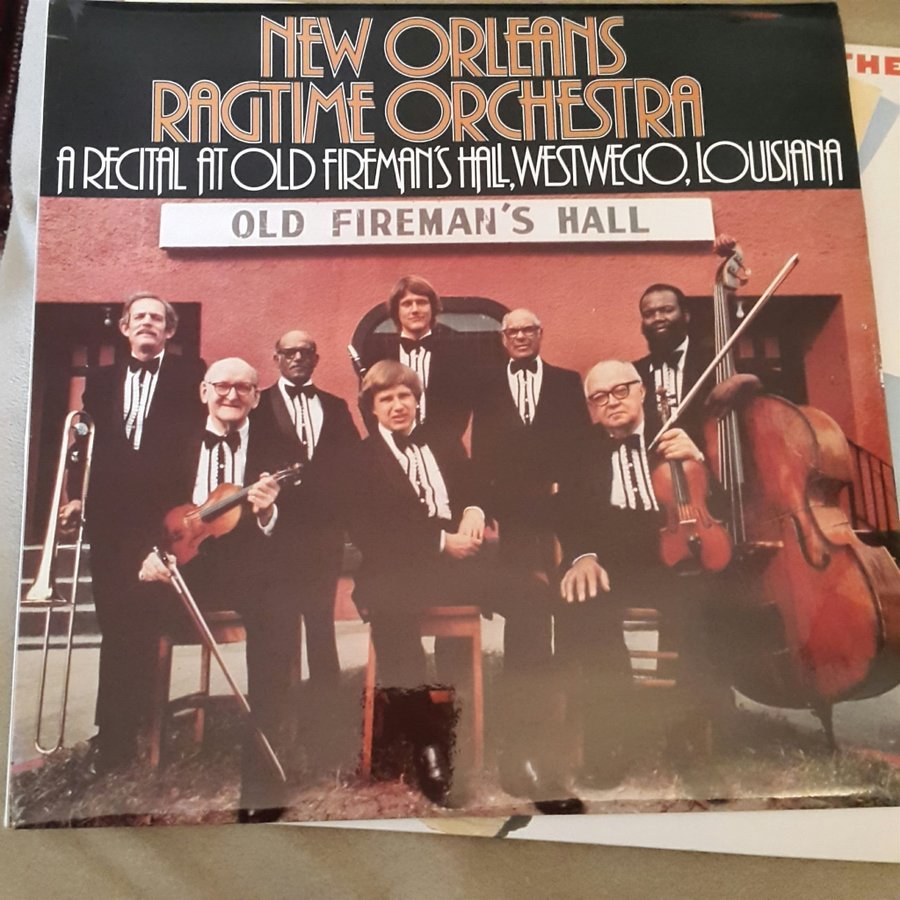 NEW ORLEANS
RAGTIME ORCHESTRA
A RECITAL AT OLD FIREMAN'S HALL, WESTWEGO, LOUISIANA
THE
OLD FIREMAN'S HALL